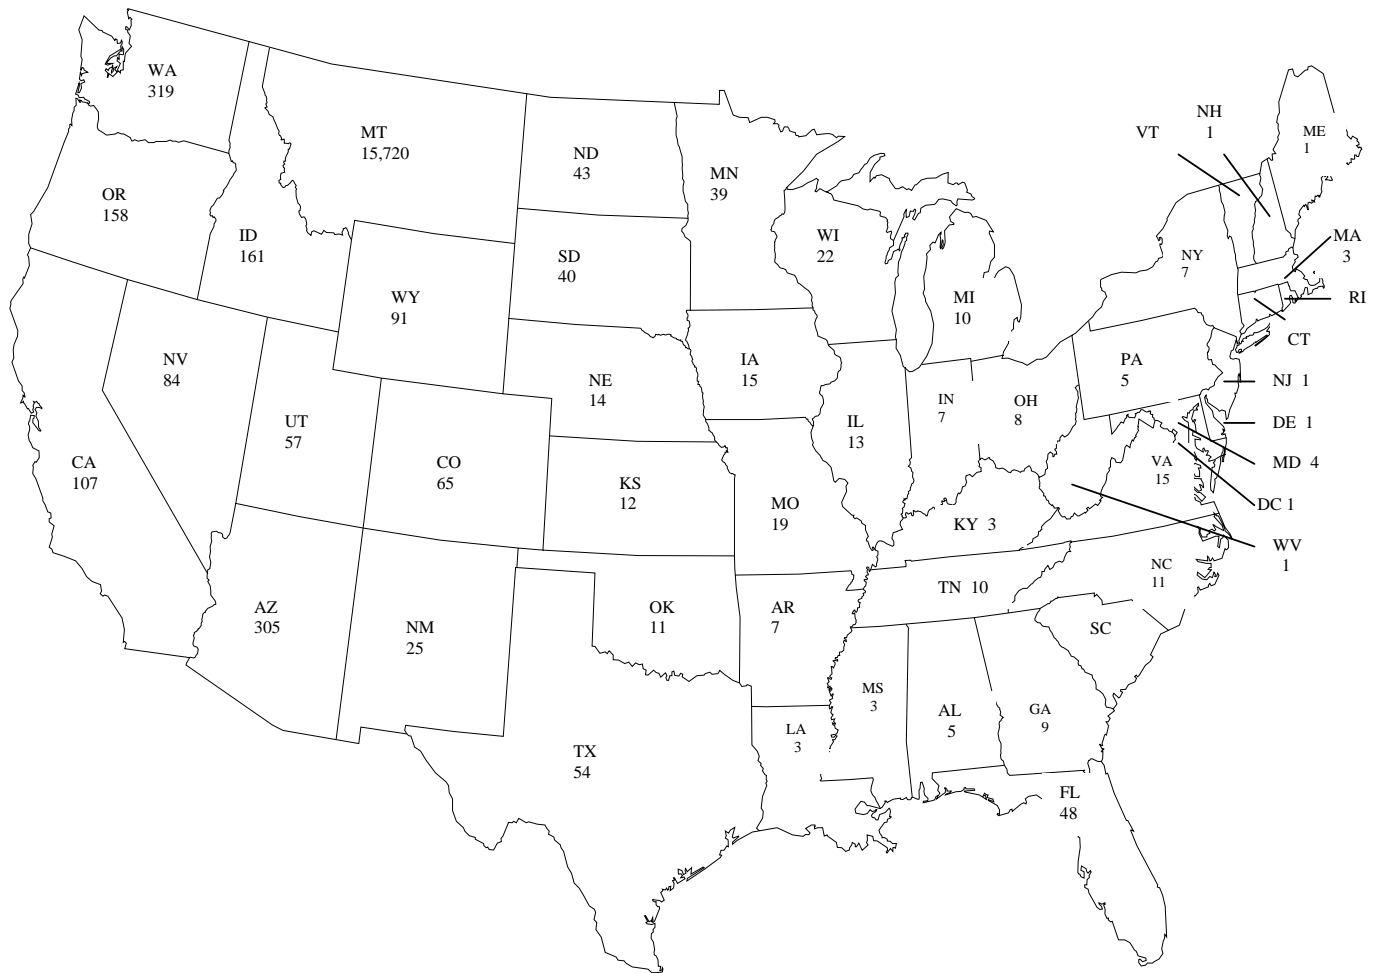 WA
319
MT
15,720
ND
43
MN
39
NH
1
VT
ME
1
OR
158
ID
161
SD
40
WI
22
MA
3
NY
7
WY
91
MI
10
RI
CT
NV
84
IA
15
PA
5
NJ 1
NE
14
IN
7
OH
8
UT
57
IL
13
DE 1
CA
107
CO
65
KS
12
VA
15
MD 4
MO
19
DC 1
KY 3
WV
1
AZ
305
NM
25
OK
11
AR
7
TN 10
NC
11
SC
MS
3
AL
5
GA
9
LA
3
TX
54
FL
48